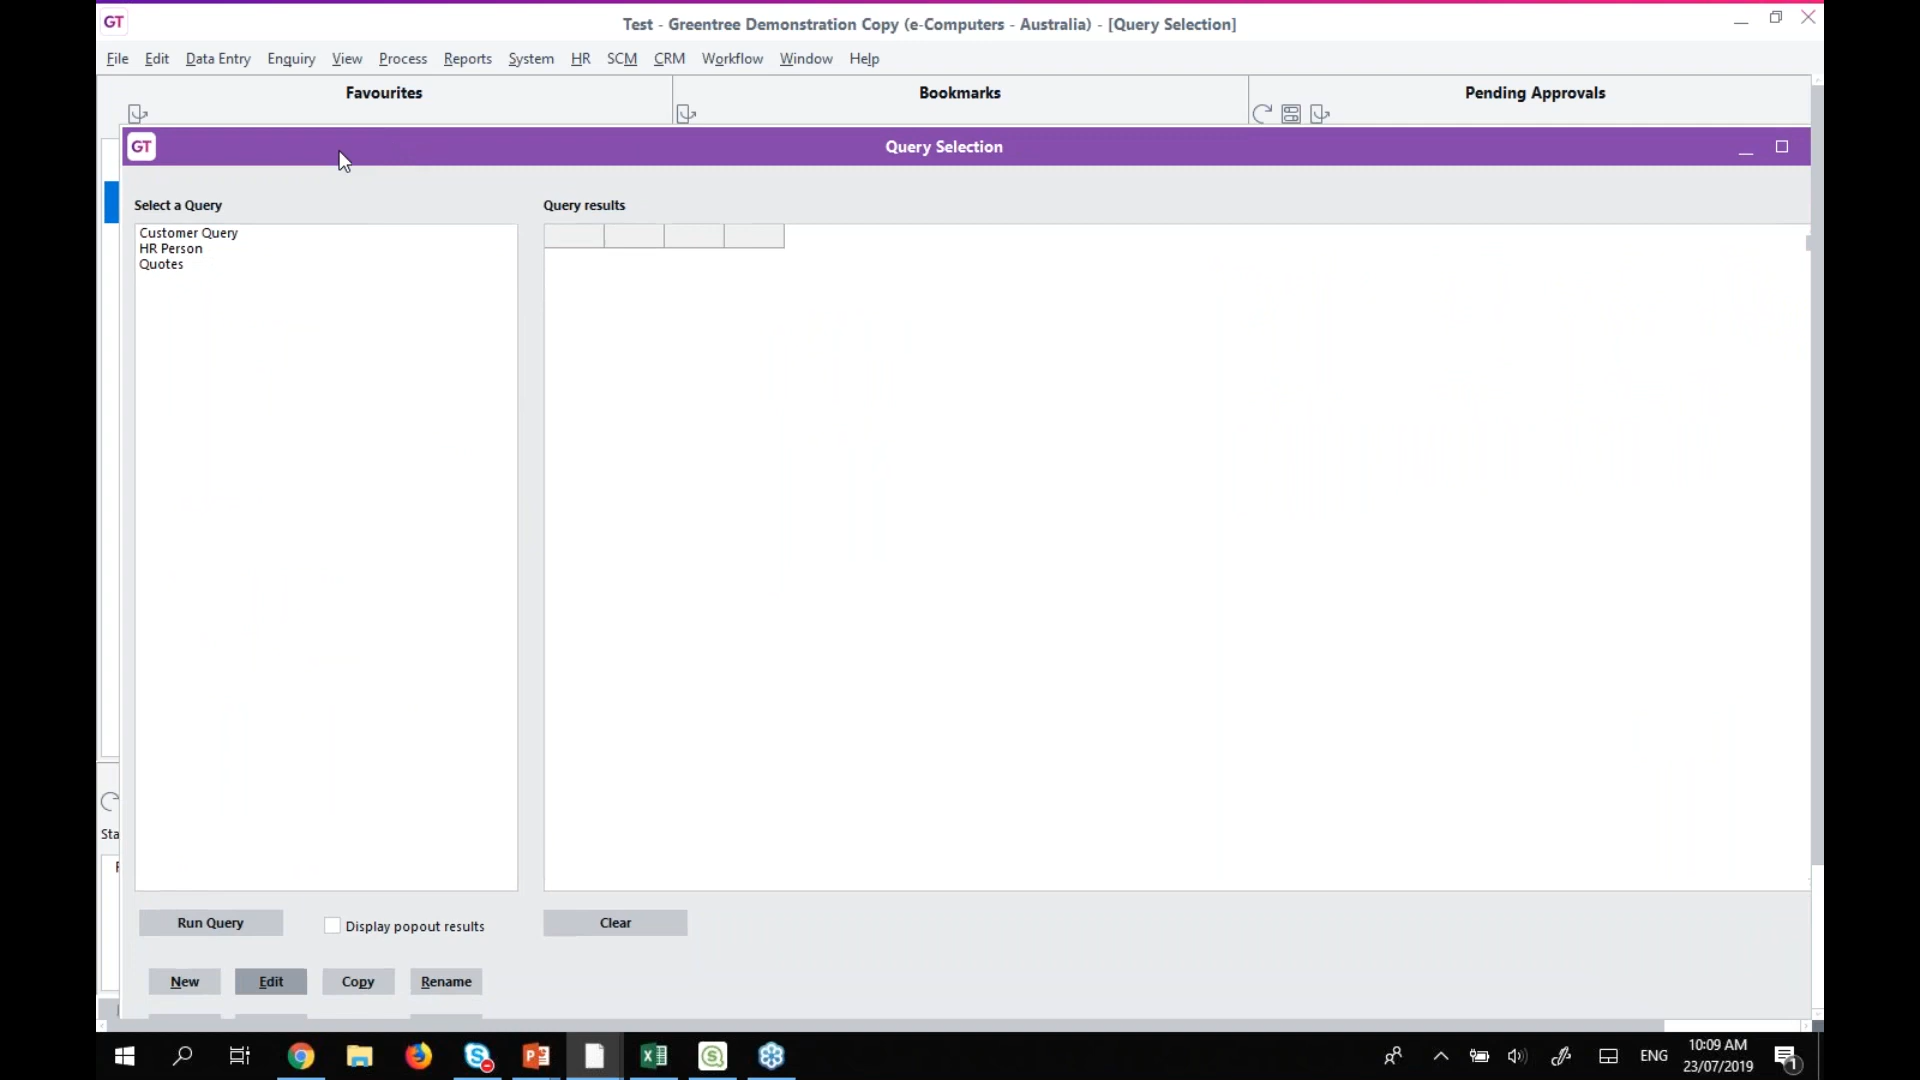 GT
Test - Greentree Demonstration Copy (e-Computers - Australia) - [Query Selection]
File Edit Data Entry Enquiry View Process Reports System HR SCM CRM Workflow Window Help
Favourites
Bookmarks
Pending Approvals
GT
Query Selection
Select a Query
Query results
Customer Query
HR Person
Quotes
Sta
Run Query
Display popout results
Clear
New
Edit
Copy
Rename
ENG
10:09 AM
23/07/2019
1